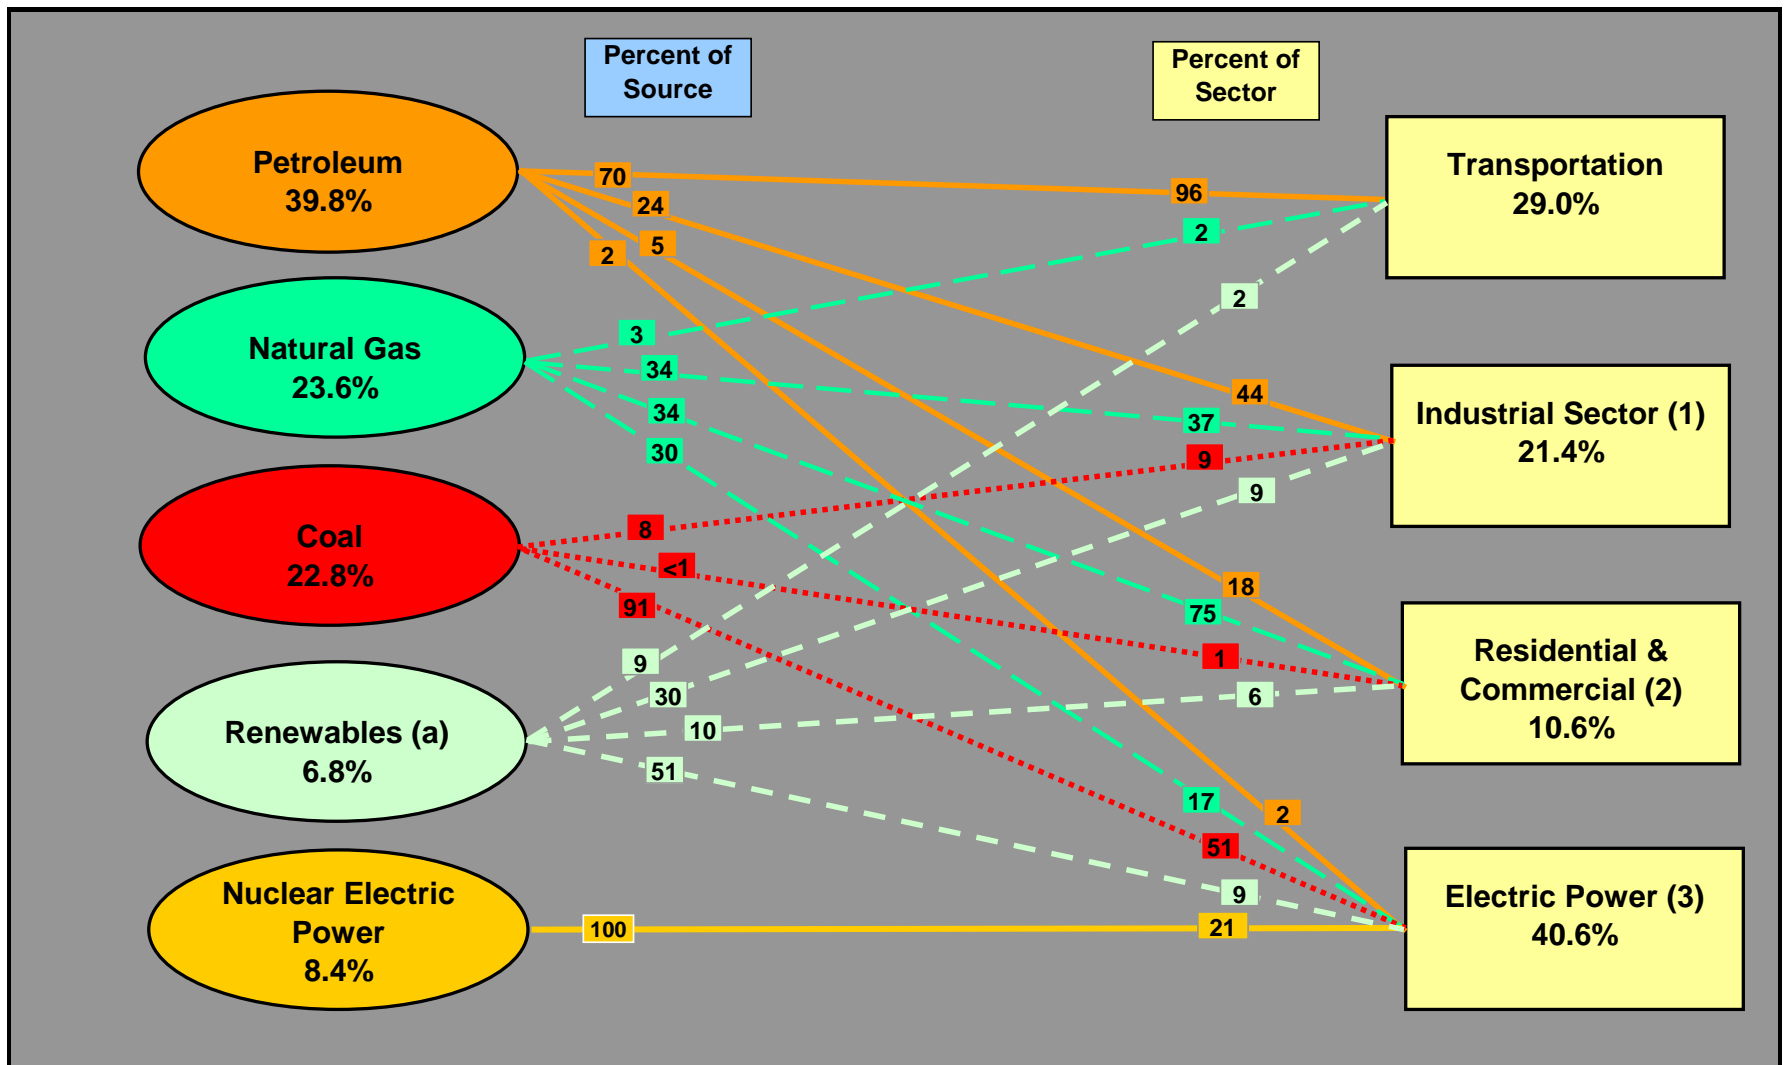 Percent of
Source
Percent of
Sector
Petroleum
39.8%
Natural Gas
23.6%
Coal
22.8%
Renewables (a)
6.8%
Nuclear Electric
Power
8.4%
70
24
5
2
3
34
34
30
8
<1
91
9
30
10
51
100
96
2
2
44
37
9
9
18
75
1
6
2
17
51
9
21
Transportation
29.0%
Industrial Sector (1)
21.4%
Residential &
Commercial (2)
10.6%
Electric Power (3)
40.6%